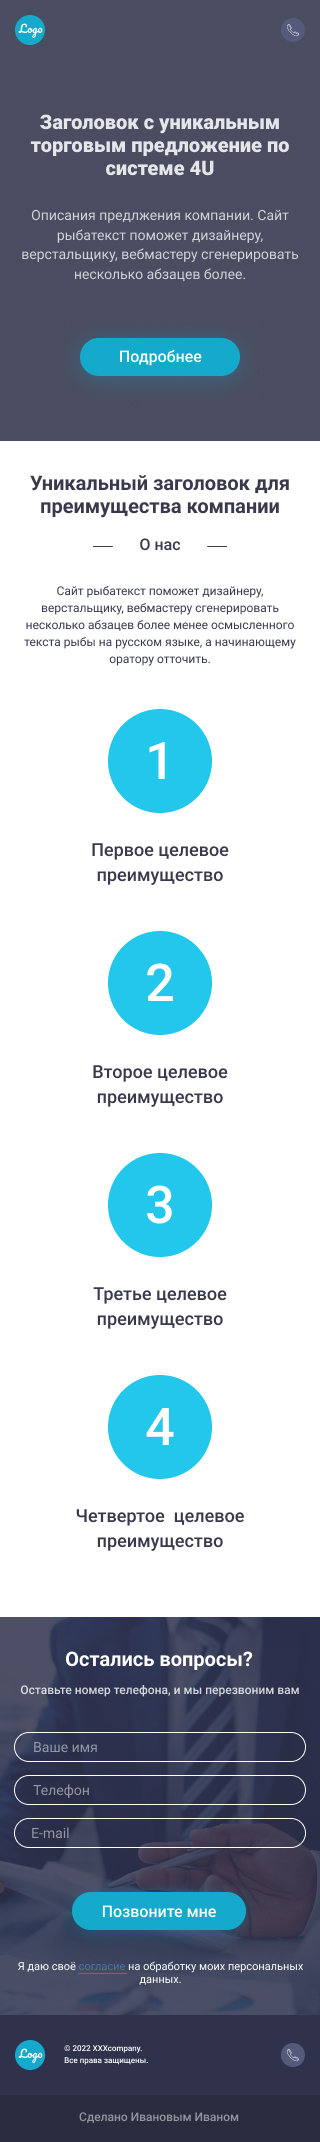 Logo
Заголовок с уникальным
торговым предложение по
системе 4U
Описания предлжения компании. Сайт
рыбатекст поможет дизайнеру,
верстальщику, вебмастеру сгенерировать
несколько абзацев более.
Подробнее
Уникальный заголовок для
преимущества компании
О нас
Сайт рыбатекст поможет дизайнеру,
верстальщику, вебмастеру сгенерировать
несколько абзацев более менее осмысленного
текста рыбы на русском языке, а начинающему
оратору отточить.
1
Первое целевое
преимущество
2
Второе целевое
преимущество
3
Третье целевое
преимущество
4
Четвертое целевое
преимущество
Остались вопросы?
Оставьте номер телефона, и мы перезвоним вам
Ваше имя
Телефон
E-mail
Позвоните мне
Я даю своё согласие на обработку моих персональных
данных.
Logo
© 2022 XXXcompany.
Все права защищены.
Сделано Ивановым Иваном